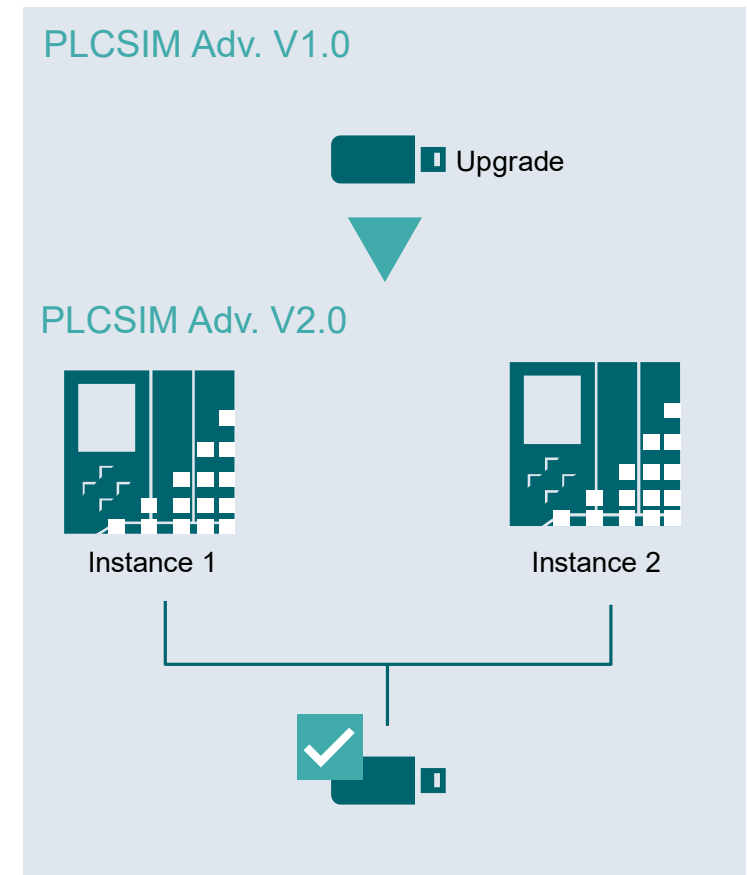 PLCSIM Adv. V1.0
Upgrade
PLCSIM Adv. V2.0
Instance 1
Instance 2